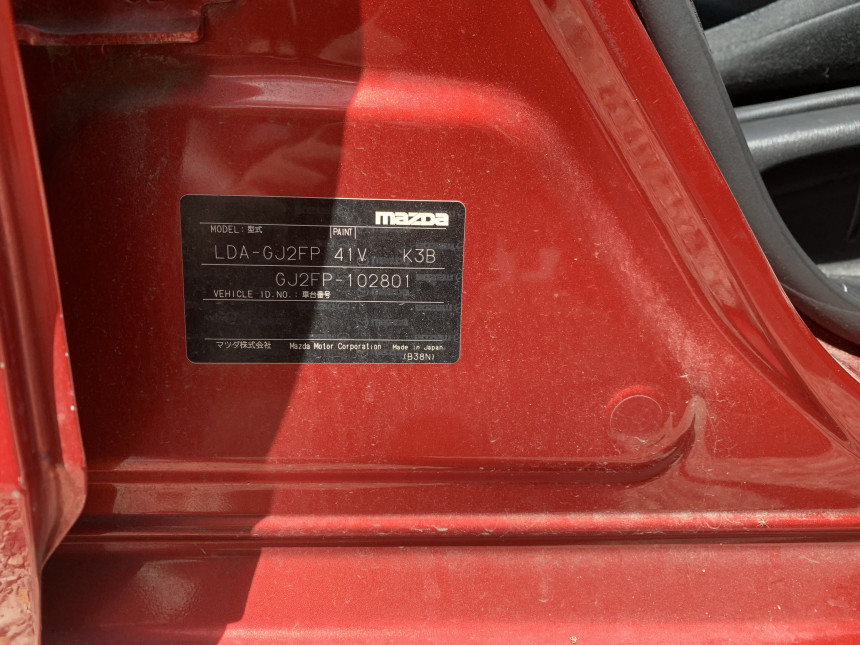 mazda
MODEL: 型式 PAINT
LDA-GJ2FP 41V K3B
GJ2FP-102801
VEHICLE ID.NO.: 車台番号
マツダ株式会社 Mazda Motor Corporation Made in Japan
(B38N)